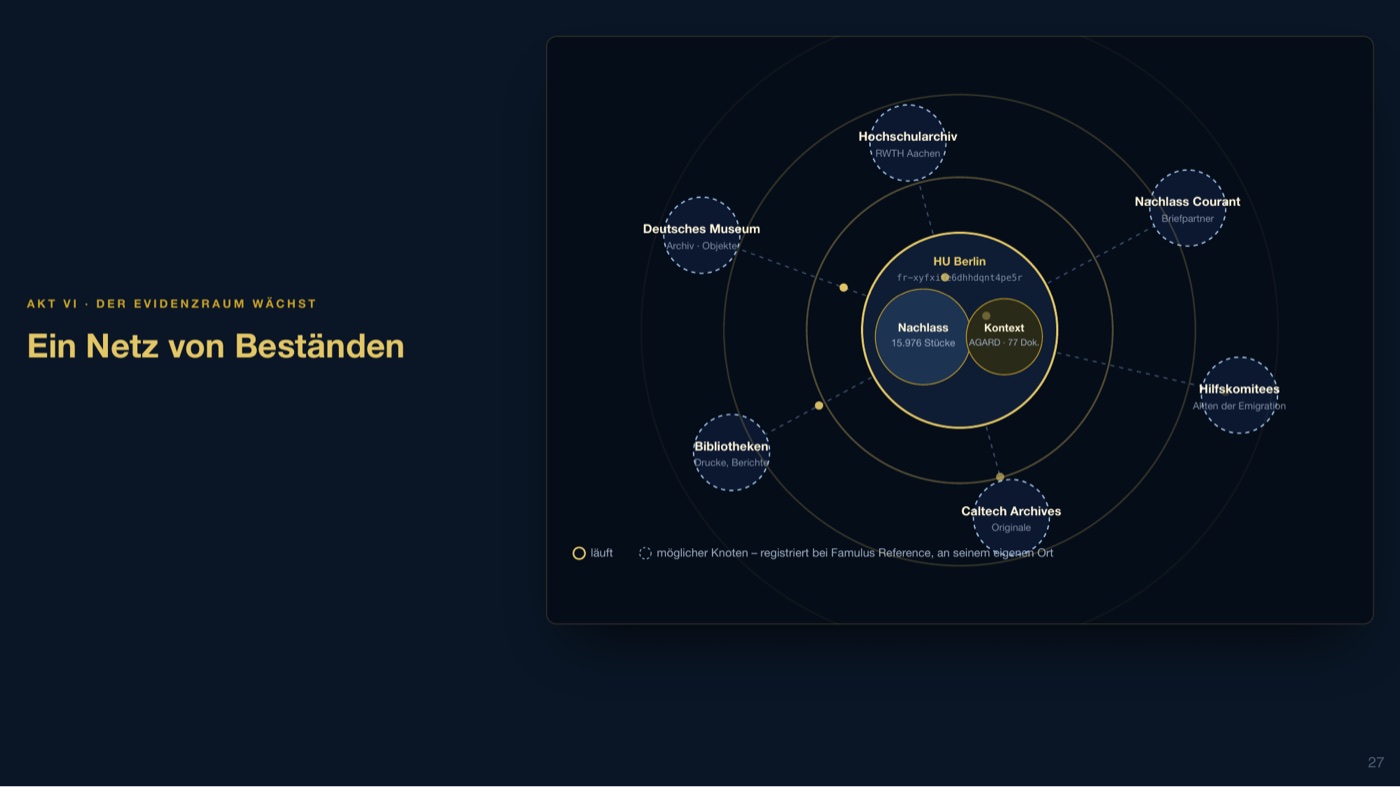 AKT VI · DER EVIDENZRAUM WÄCHST
Ein Netz von Beständen
Hochschularchiv
RWTH Aachen
Nachlass Courant
Briefpartner
Deutsches Museum
Archiv · Objekte
HU Berlin
Nachlass
15.976 Stücke
Kontext
AGARD · 77 Dok.
Hilfskomitees
Akten der Emigration
Bibliotheken
Drucke, Berichte
Caltech Archives
Originale
läuft
möglicher Knoten – registriert bei Famulus Reference, an seinem eigenen Ort
27